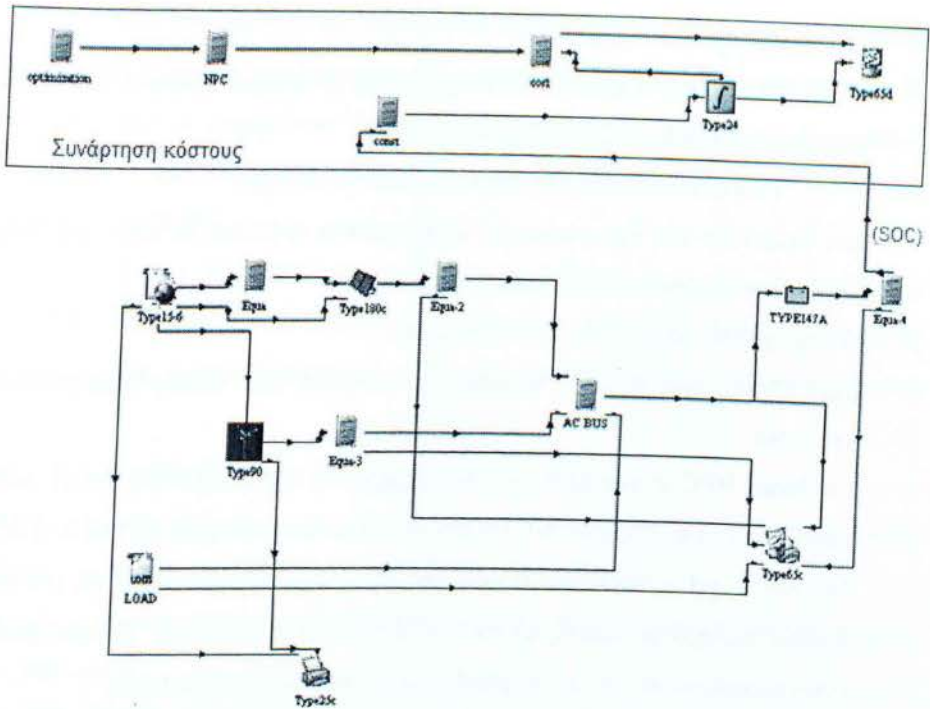 optimization
NPC
cori
Type65d
Type24
const
Συνάρτηση κόστους
(SOC)
Type15-6
Equa
Type180c
Equa-2
TYPE147A
Equa-4
AC BUS
Type90
Equa-3
Type65c
LOAD
Type25c